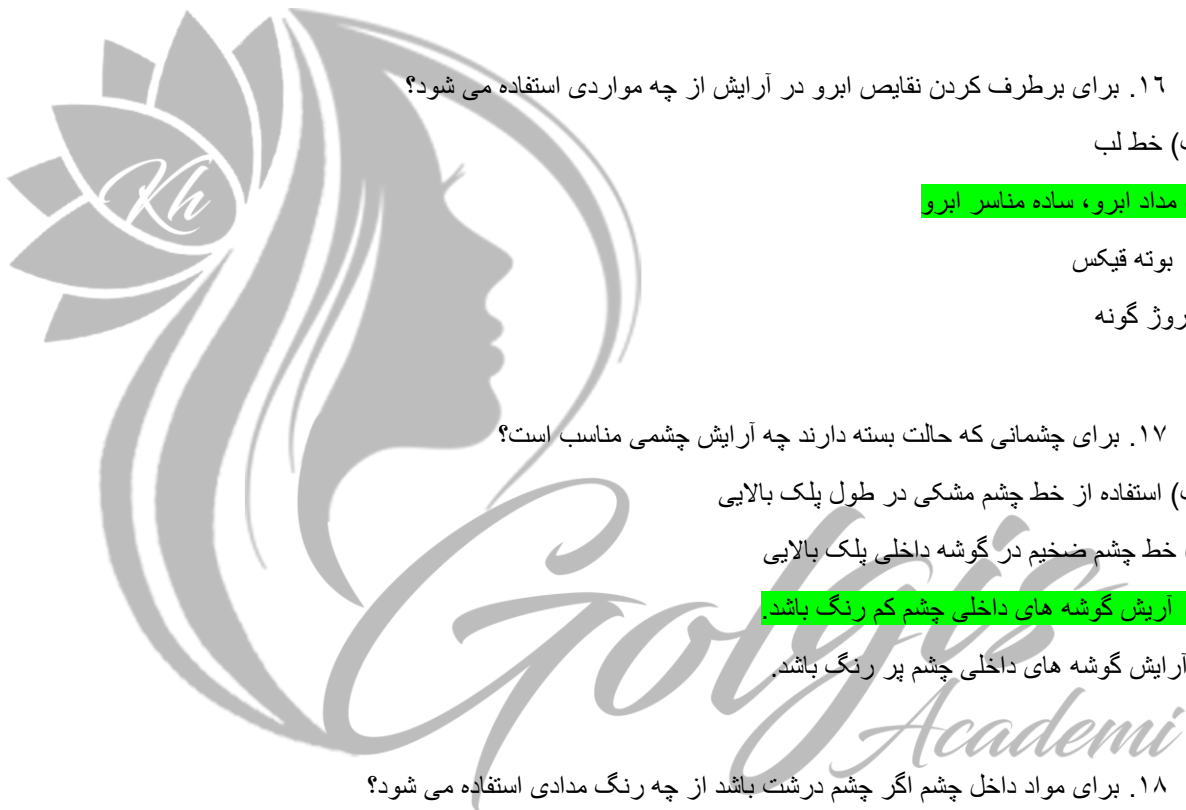 ١٦. برای برطرف کردن نقایص ابرو در آرایش از چه مواردی استفاده می شود؟
) خط لب
مداد ابرو، ساده مناسر ابرو
بوته قیکس
روژ گونه
١٧. برای چشمانی که حالت بسته دارند چه آرایش چشمی مناسب است؟
) استفاده از خط چشم مشکی در طول پلک بالایی
خط چشم ضخیم در گوشه داخلی پلک بالایی
آریش گوشه های داخلی چشم کم رنگ باشد.
آرایش گوشه های داخلی چشم پر رنگ باشد.
١٨. برای مواد داخل چشم اگر چشم درشت باشد از چه رنگ مدادی استفاده می شود؟
Kh
Golgis
Academi